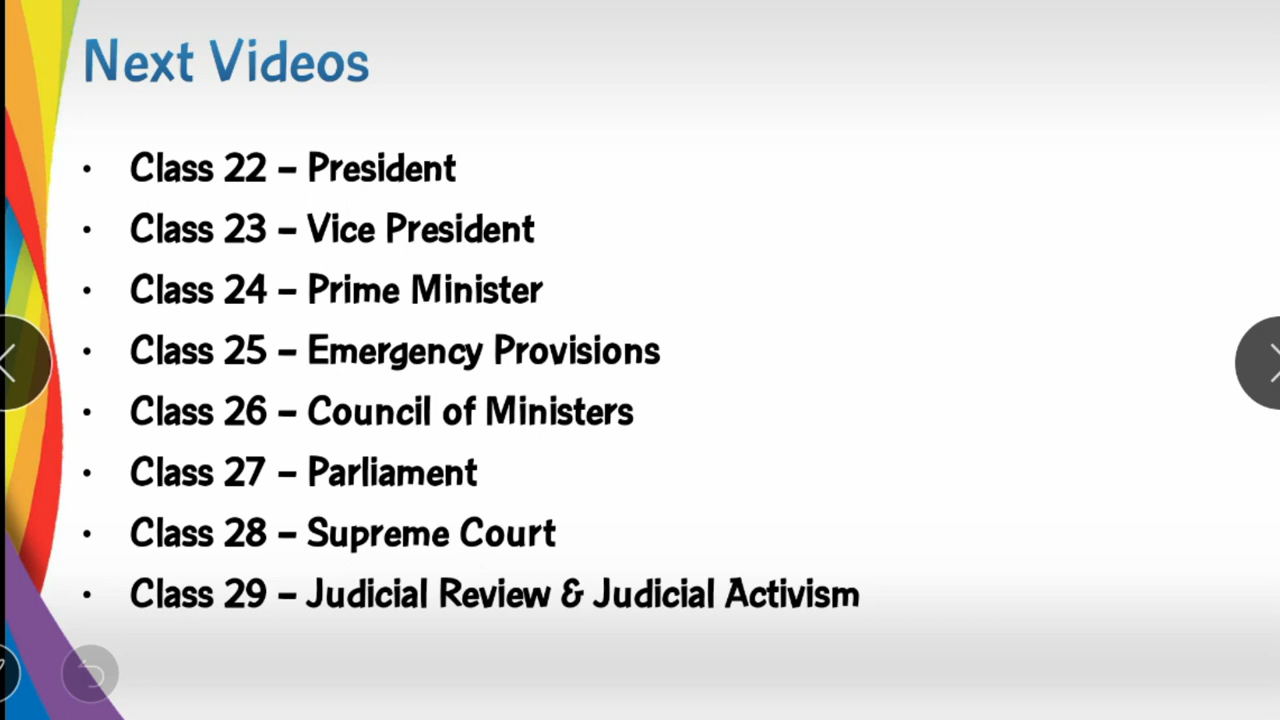 Next Videos
• Class 22 – President
• Class 23 – Vice President
• Class 24 – Prime Minister
• Class 25 – Emergency Provisions
• Class 26 – Council of Ministers
• Class 27 – Parliament
• Class 28 – Supreme Court
• Class 29 – Judicial Review & Judicial Activism